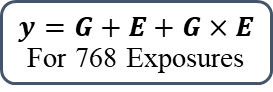 y = G + E + G × E
For 768 Exposures